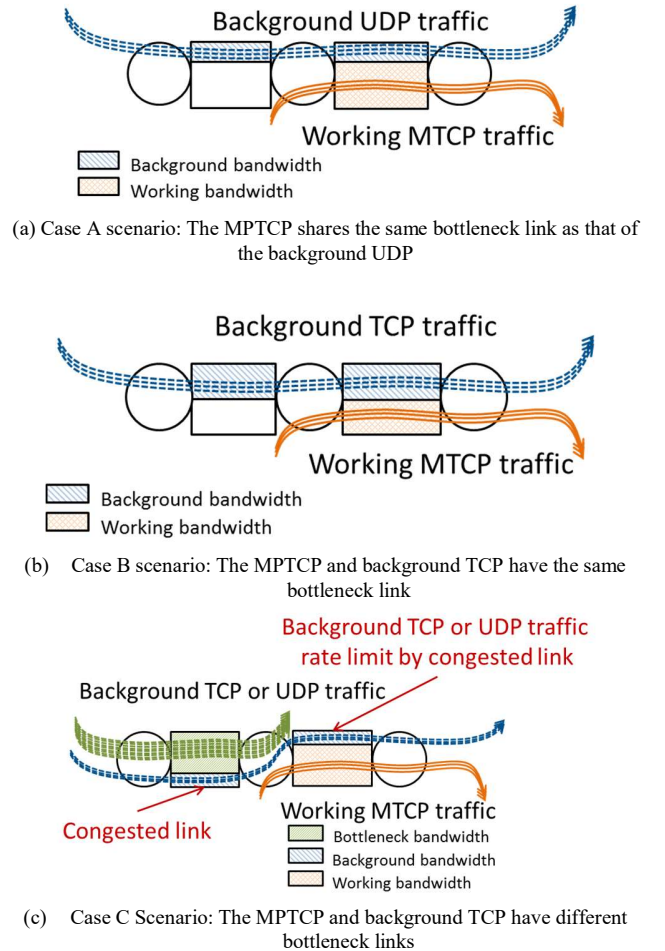 Background UDP traffic
Working MTCP traffic
Background bandwidth
Working bandwidth
(a) Case A scenario: The MPTCP shares the same bottleneck link as that of
the background UDP
Background TCP traffic
Working MTCP traffic
Background bandwidth
Working bandwidth
(b) Case B scenario: The MPTCP and background TCP have the same
bottleneck link
Background TCP or UDP traffic
rate limit by congested link
Background TCP or UDP traffic
Working MTCP traffic
Congested link
Bottleneck bandwidth
Background bandwidth
Working bandwidth
(c) Case C Scenario: The MPTCP and background TCP have different
bottleneck links